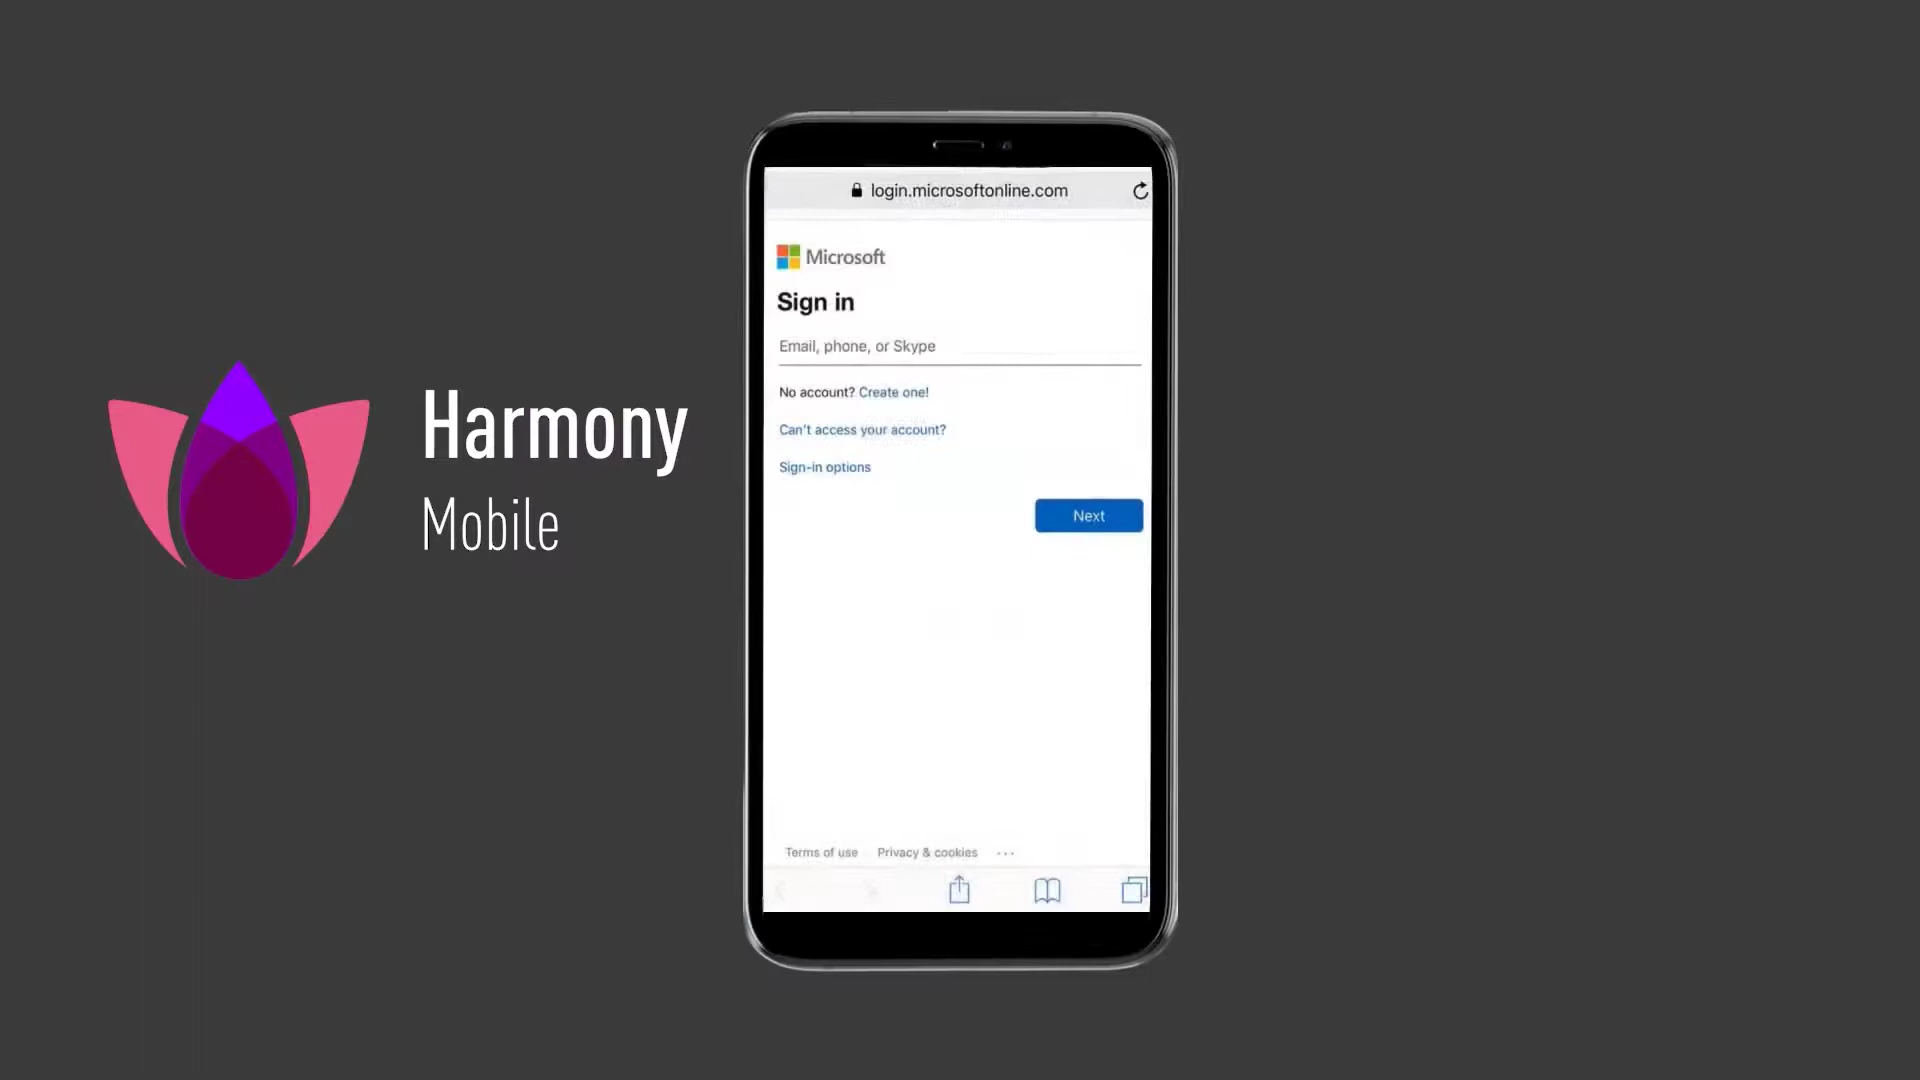 Harmony
Mobile
login.microsoftonline.com
Microsoft
Sign in
Email, phone, or Skype
No account? Create one!
Can't access your account?
Sign-in options
Next
Terms of use Privacy & cookies ...